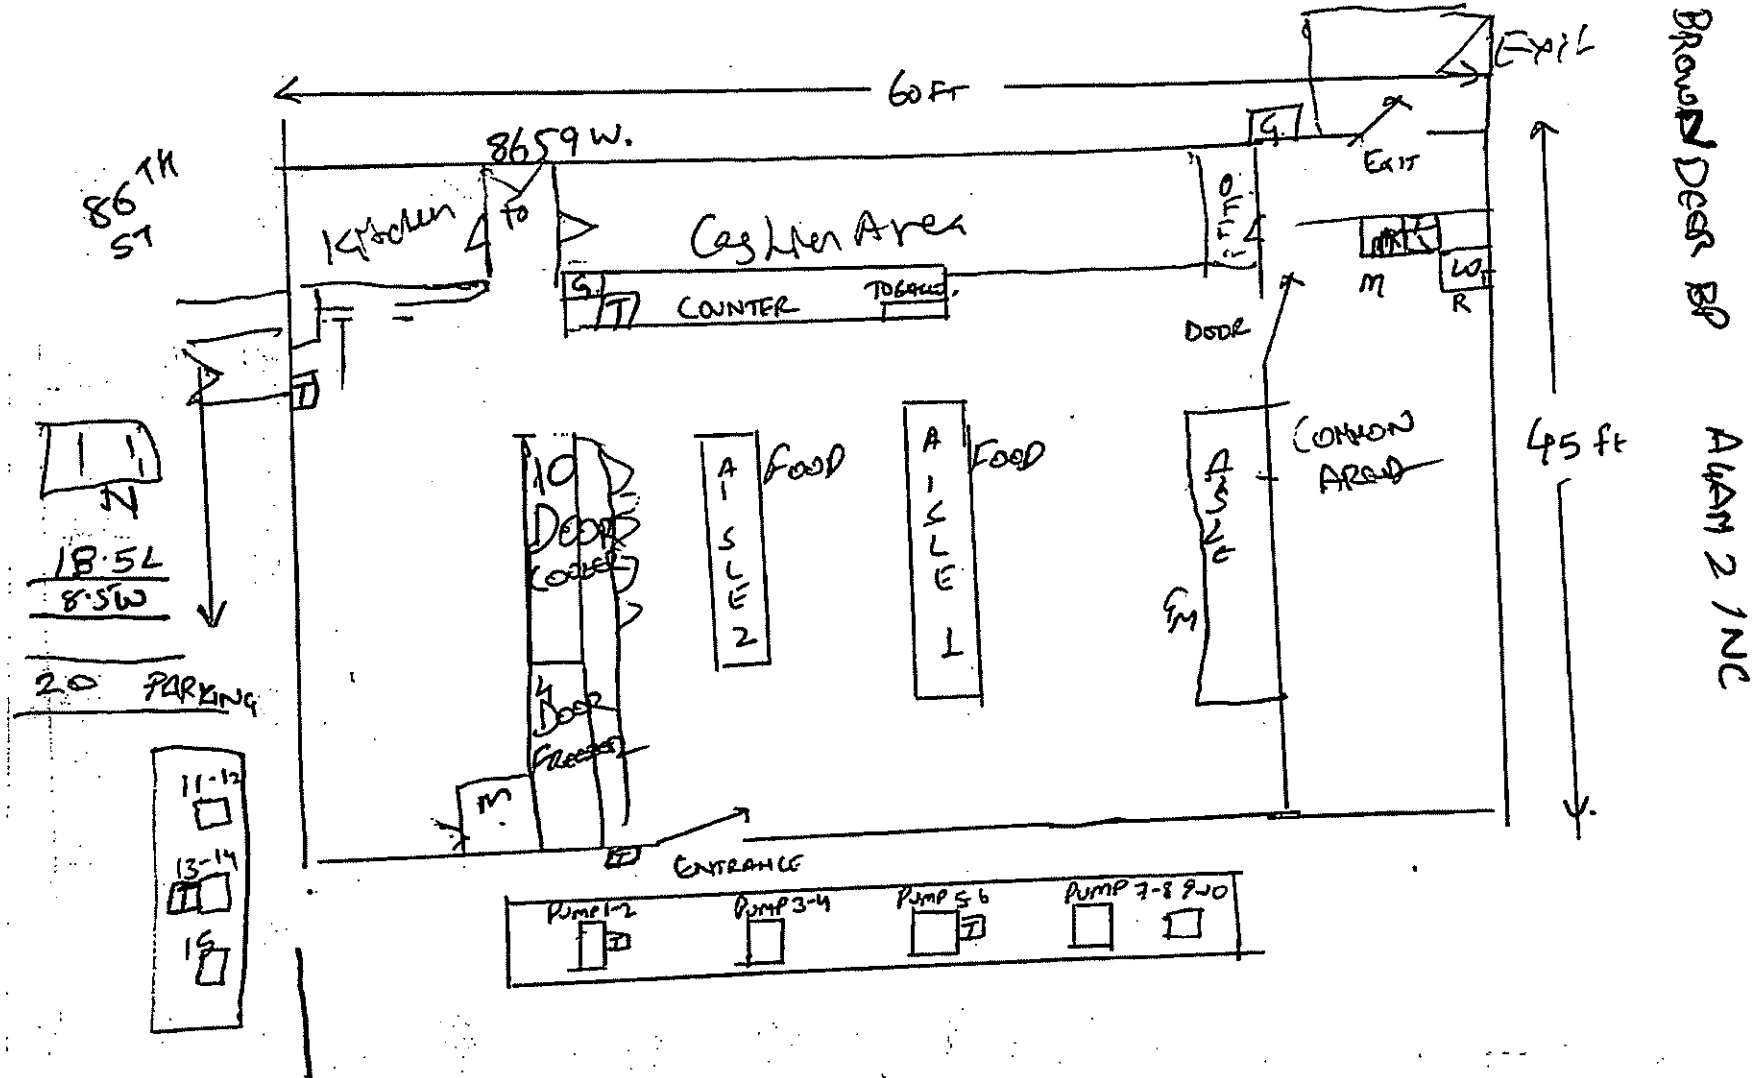 BROWN DEER BP AGAM 2 INC
Exit
60 FT
8659 W.
G.
EXIT
86TH
ST
Kitchen
TO
Cashier Area
OFFICE
M
R
G.
T
COUNTER
TOBACCO.
DOOR
T
45 ft
COMMON
AREA
10
DOOR
COOLER
AISLE 2
FOOD
AISLE 1
FOOD
GM
N
18.5L
8.5W
20 PARKING
4
DOOR
FREEZER
M
T
ENTRANCE
11-12
13-14
T
15
PUMP 1-2
T
PUMP 3-4
PUMP 5-6
T
PUMP 7-8
9-10